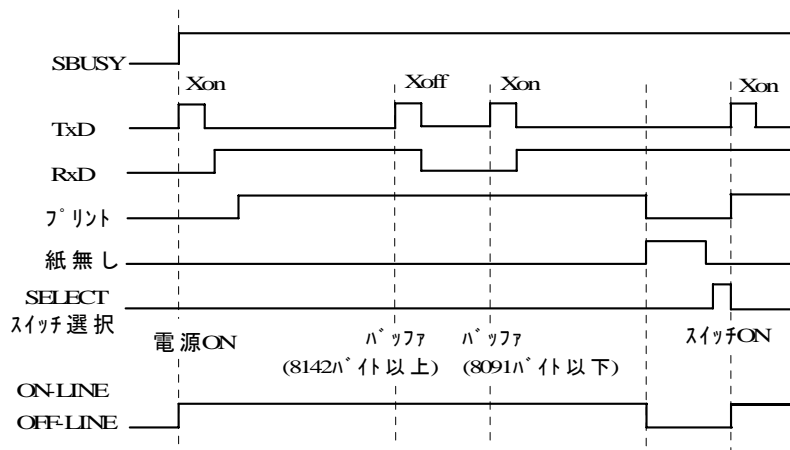 SBUSY
Xon
Xoff
Xon
Xon
TxD
RxD
プリント
紙無し
SELECT
スイッチ選択
電源ON
バッファ
バッファ
スイッチON
(8142バイト以上)
(8091バイト以下)
ON-LINE
OFF-LINE